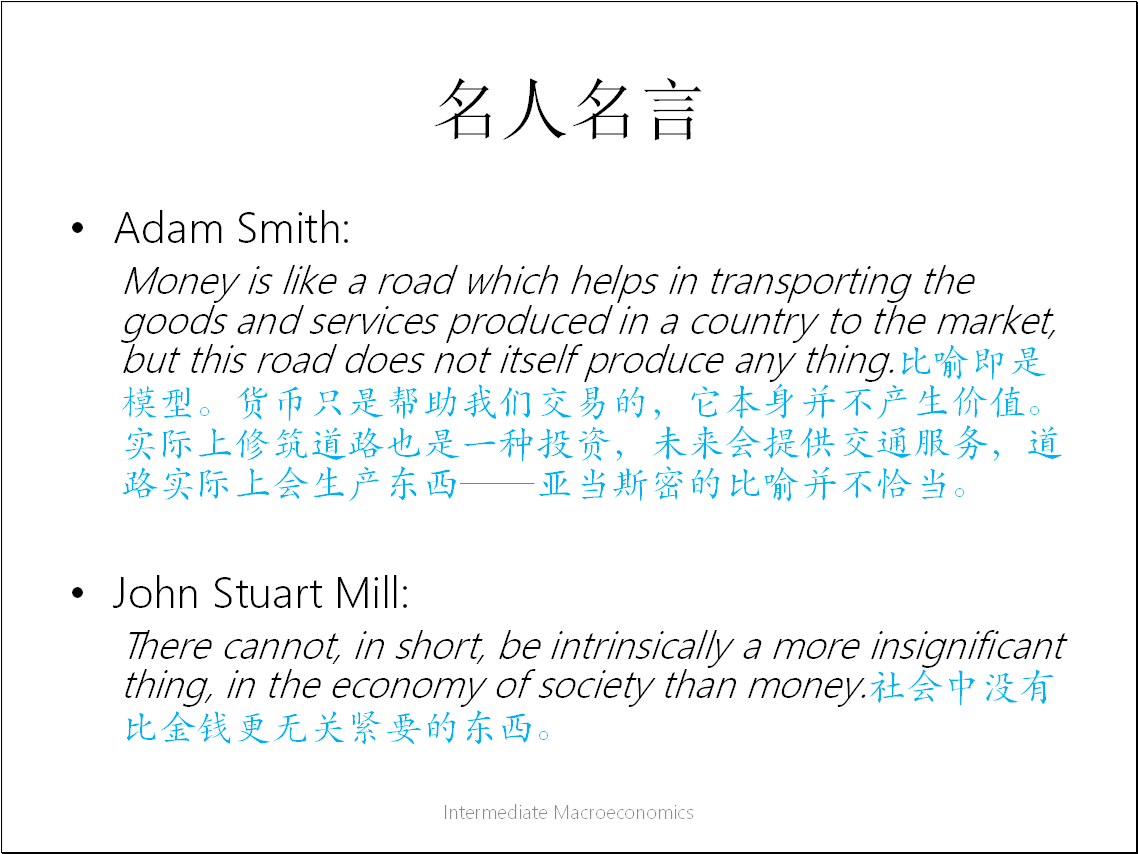 名人名言
• Adam Smith:
Money is like a road which helps in transporting the
goods and services produced in a country to the market,
but this road does not itself produce any thing.比喻即是
模型。货币只是帮助我们交易的，它本身并不产生价值。
实际上修筑道路也是一种投资，未来会提供交通服务，道
路实际上会生产东西——亚当斯密的比喻并不恰当。
• John Stuart Mill:
There cannot, in short, be intrinsically a more insignificant
thing, in the economy of society than money.社会中没有
比金钱更无关紧要的东西。
Intermediate Macroeconomics